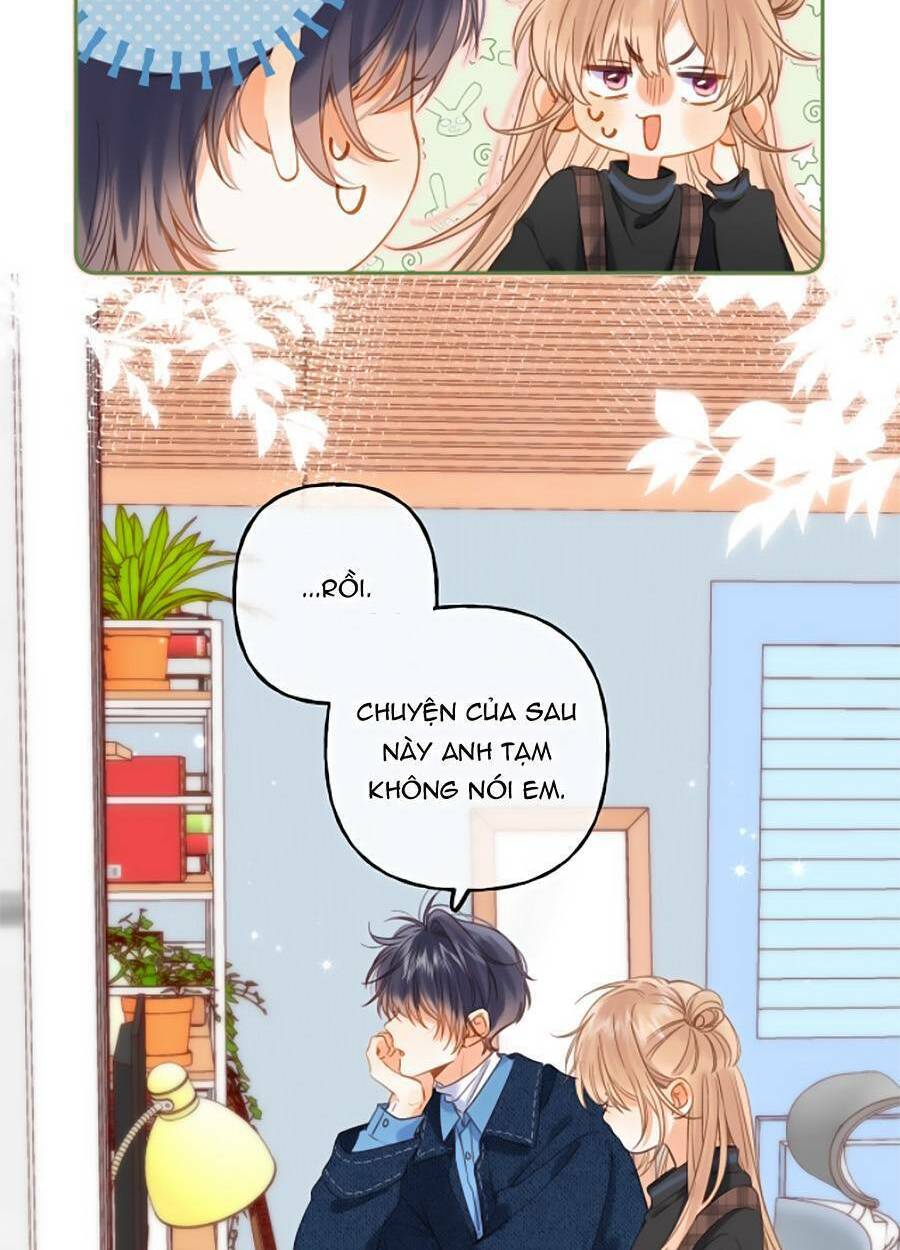 ...RỒI.
CHUYỆN CỦA SAU
NÀY ANH TẠM
KHÔNG NÓI EM.